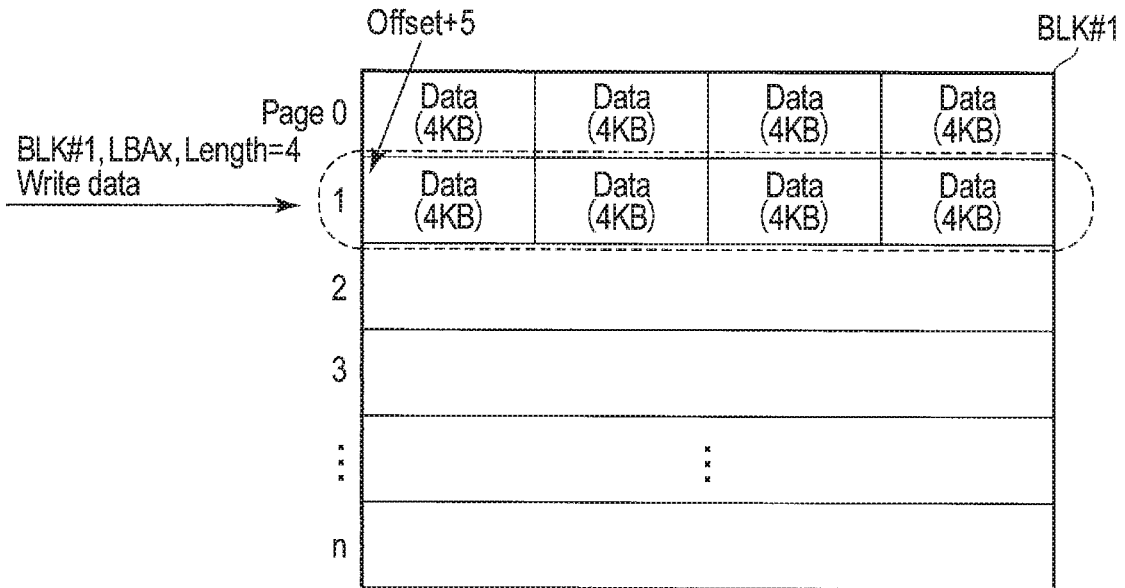 Offset+5
BLK#1
Page 0
Data Data Data Data
(4KB) (4KB) (4KB) (4KB)
BLK#1, LBAx, Length=4
Write data
1
Data Data Data Data
(4KB) (4KB) (4KB) (4KB)
2
3
n